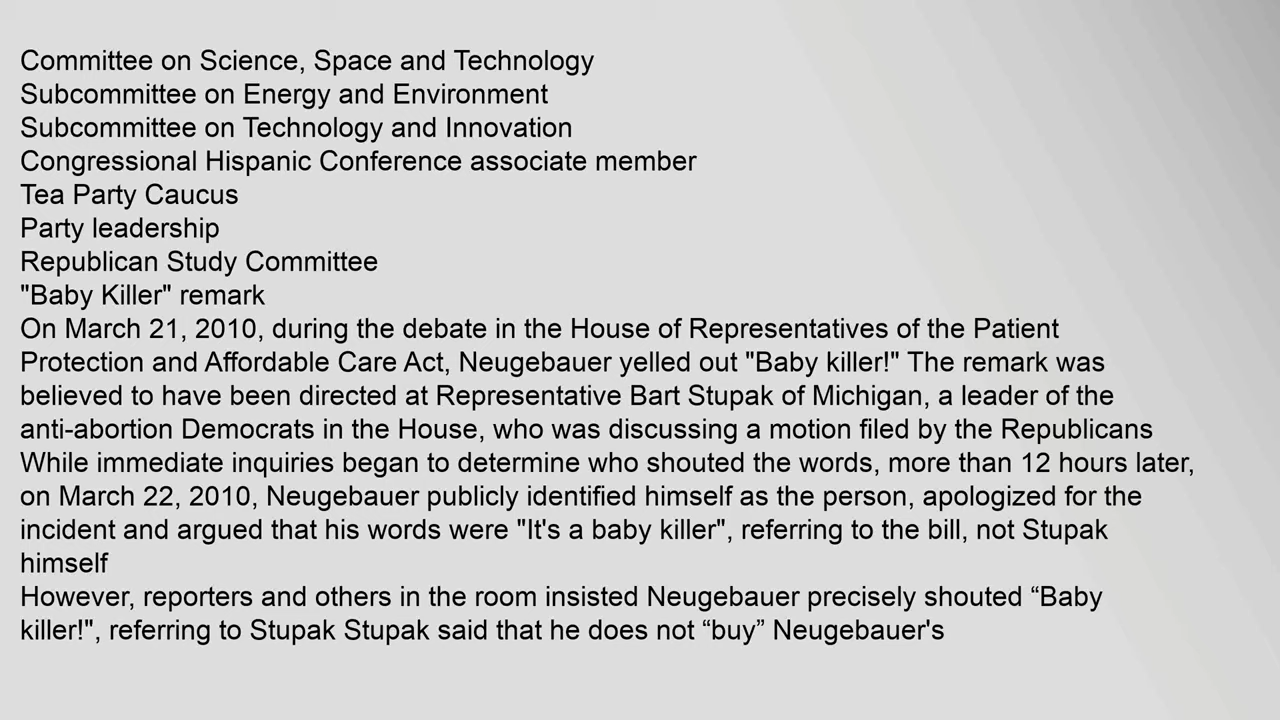 Committee on Science, Space and Technology
Subcommittee on Energy and Environment
Subcommittee on Technology and Innovation
Congressional Hispanic Conference associate member
Tea Party Caucus
Party leadership
Republican Study Committee
"Baby Killer" remark
On March 21, 2010, during the debate in the House of Representatives of the Patient
Protection and Affordable Care Act, Neugebauer yelled out "Baby killer!" The remark was
believed to have been directed at Representative Bart Stupak of Michigan, a leader of the
anti-abortion Democrats in the House, who was discussing a motion filed by the Republicans
While immediate inquiries began to determine who shouted the words, more than 12 hours later,
on March 22, 2010, Neugebauer publicly identified himself as the person, apologized for the
incident and argued that his words were "It's a baby killer", referring to the bill, not Stupak
himself
However, reporters and others in the room insisted Neugebauer precisely shouted “Baby
killer!", referring to Stupak Stupak said that he does not “buy” Neugebauer's